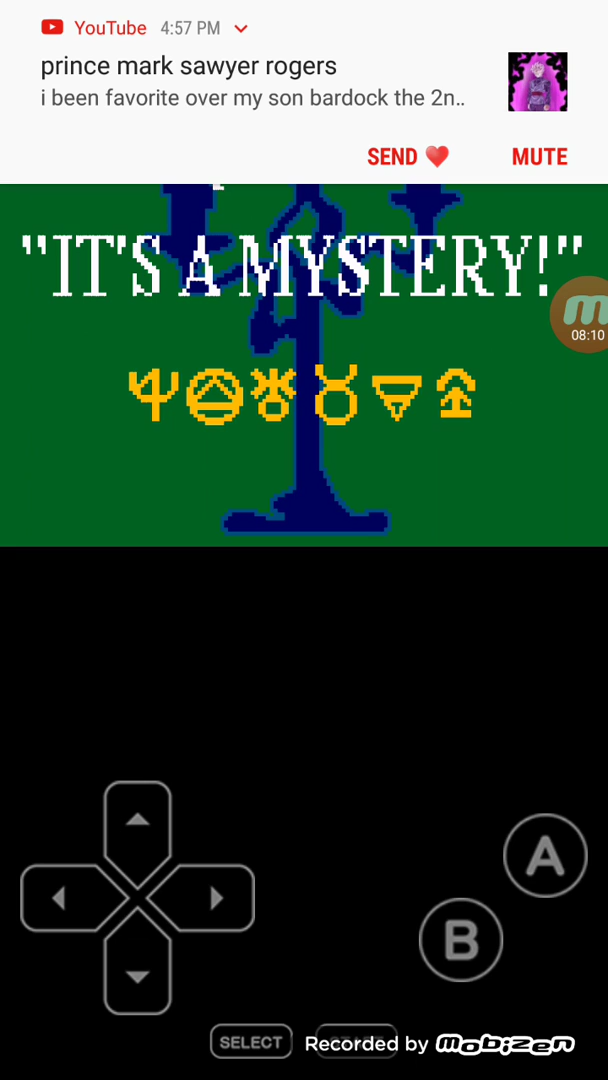 YouTube 4:57 PM
prince mark sawyer rogers
i been favorite over my son bardock the 2n..
SEND ❤️ MUTE
"IT'S A MYSTERY!"
08:10
A
B
SELECT
Recorded by mobizen